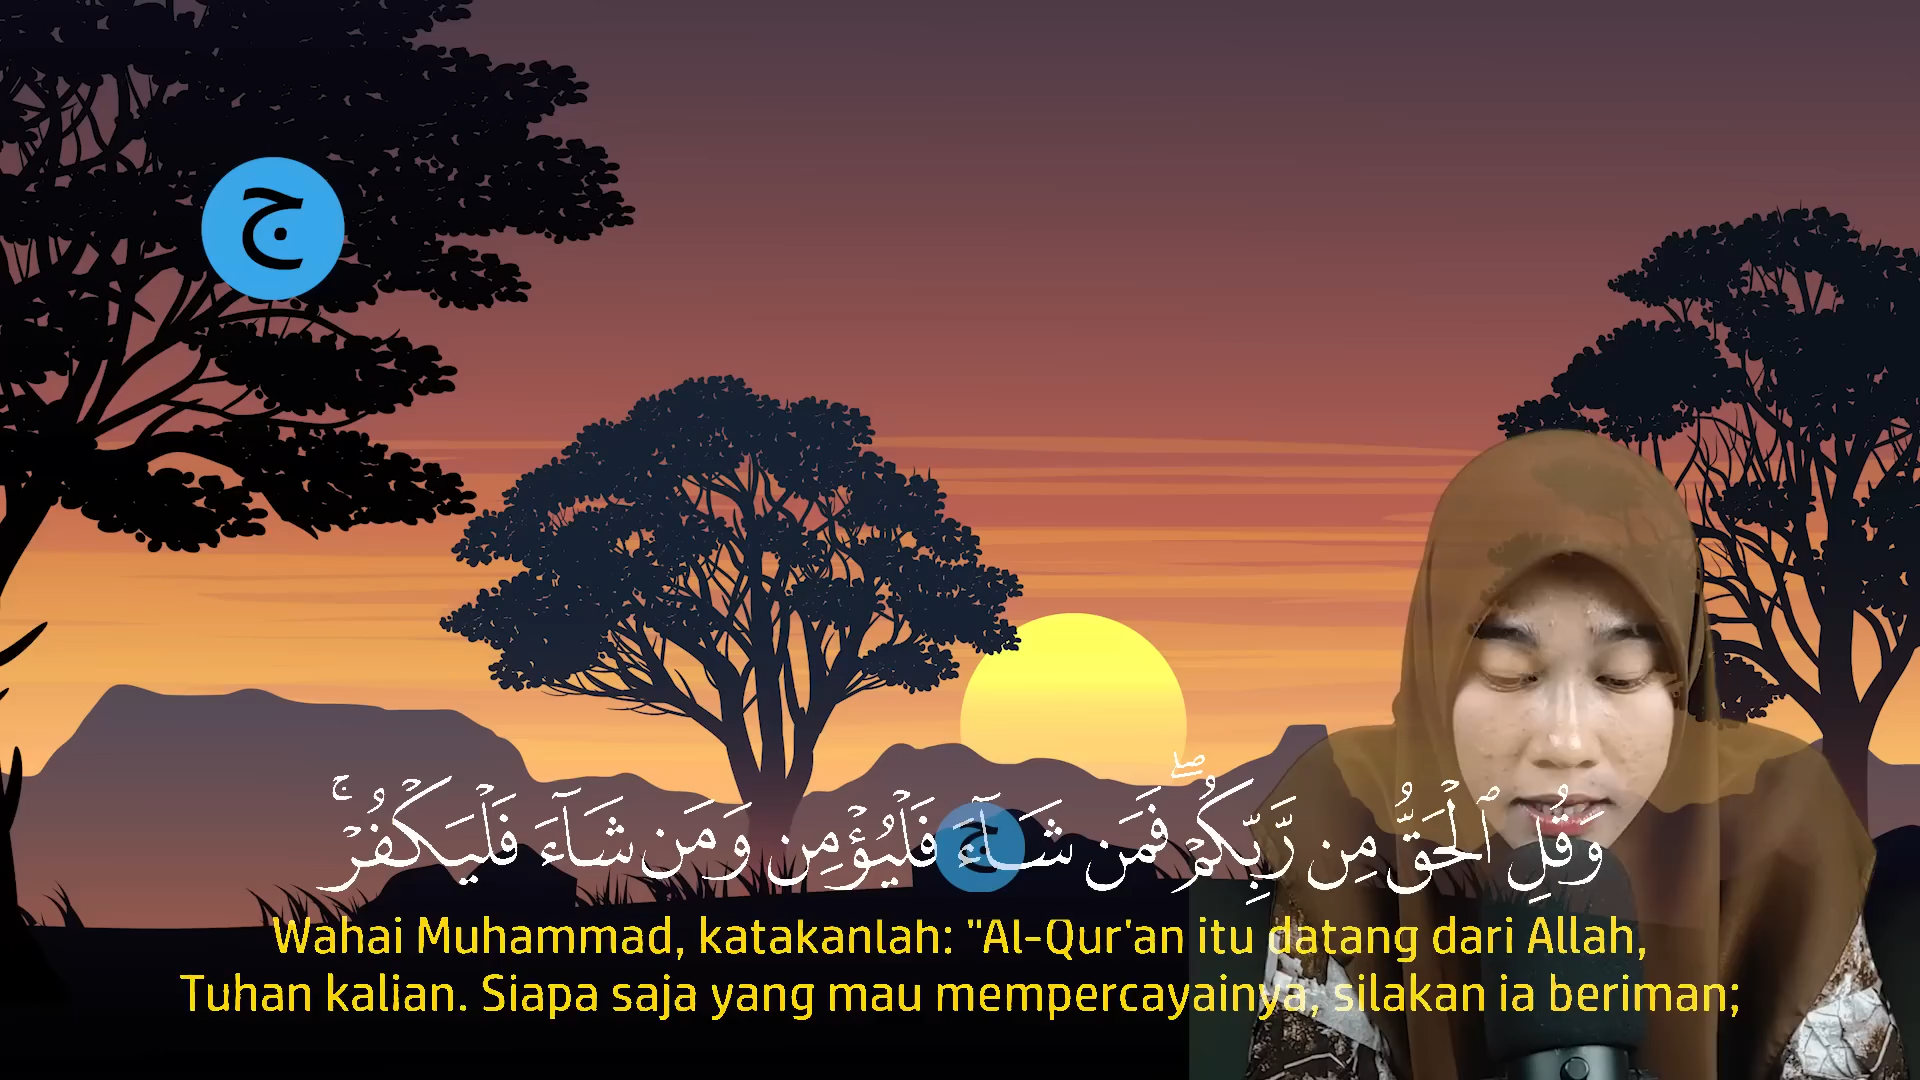 ج
وَقُلِ ٱلْحَقُّ مِن رَّبِّكُمْ ۖ فَمَن شَآءَ فَلْيُؤْمِن وَمَن شَآءَ فَلْيَكْفُرْ ۚ
ج
Wahai Muhammad, katakanlah: "Al-Qur'an itu datang dari Allah,
Tuhan kalian. Siapa saja yang mau mempercayainya, silakan ia beriman;